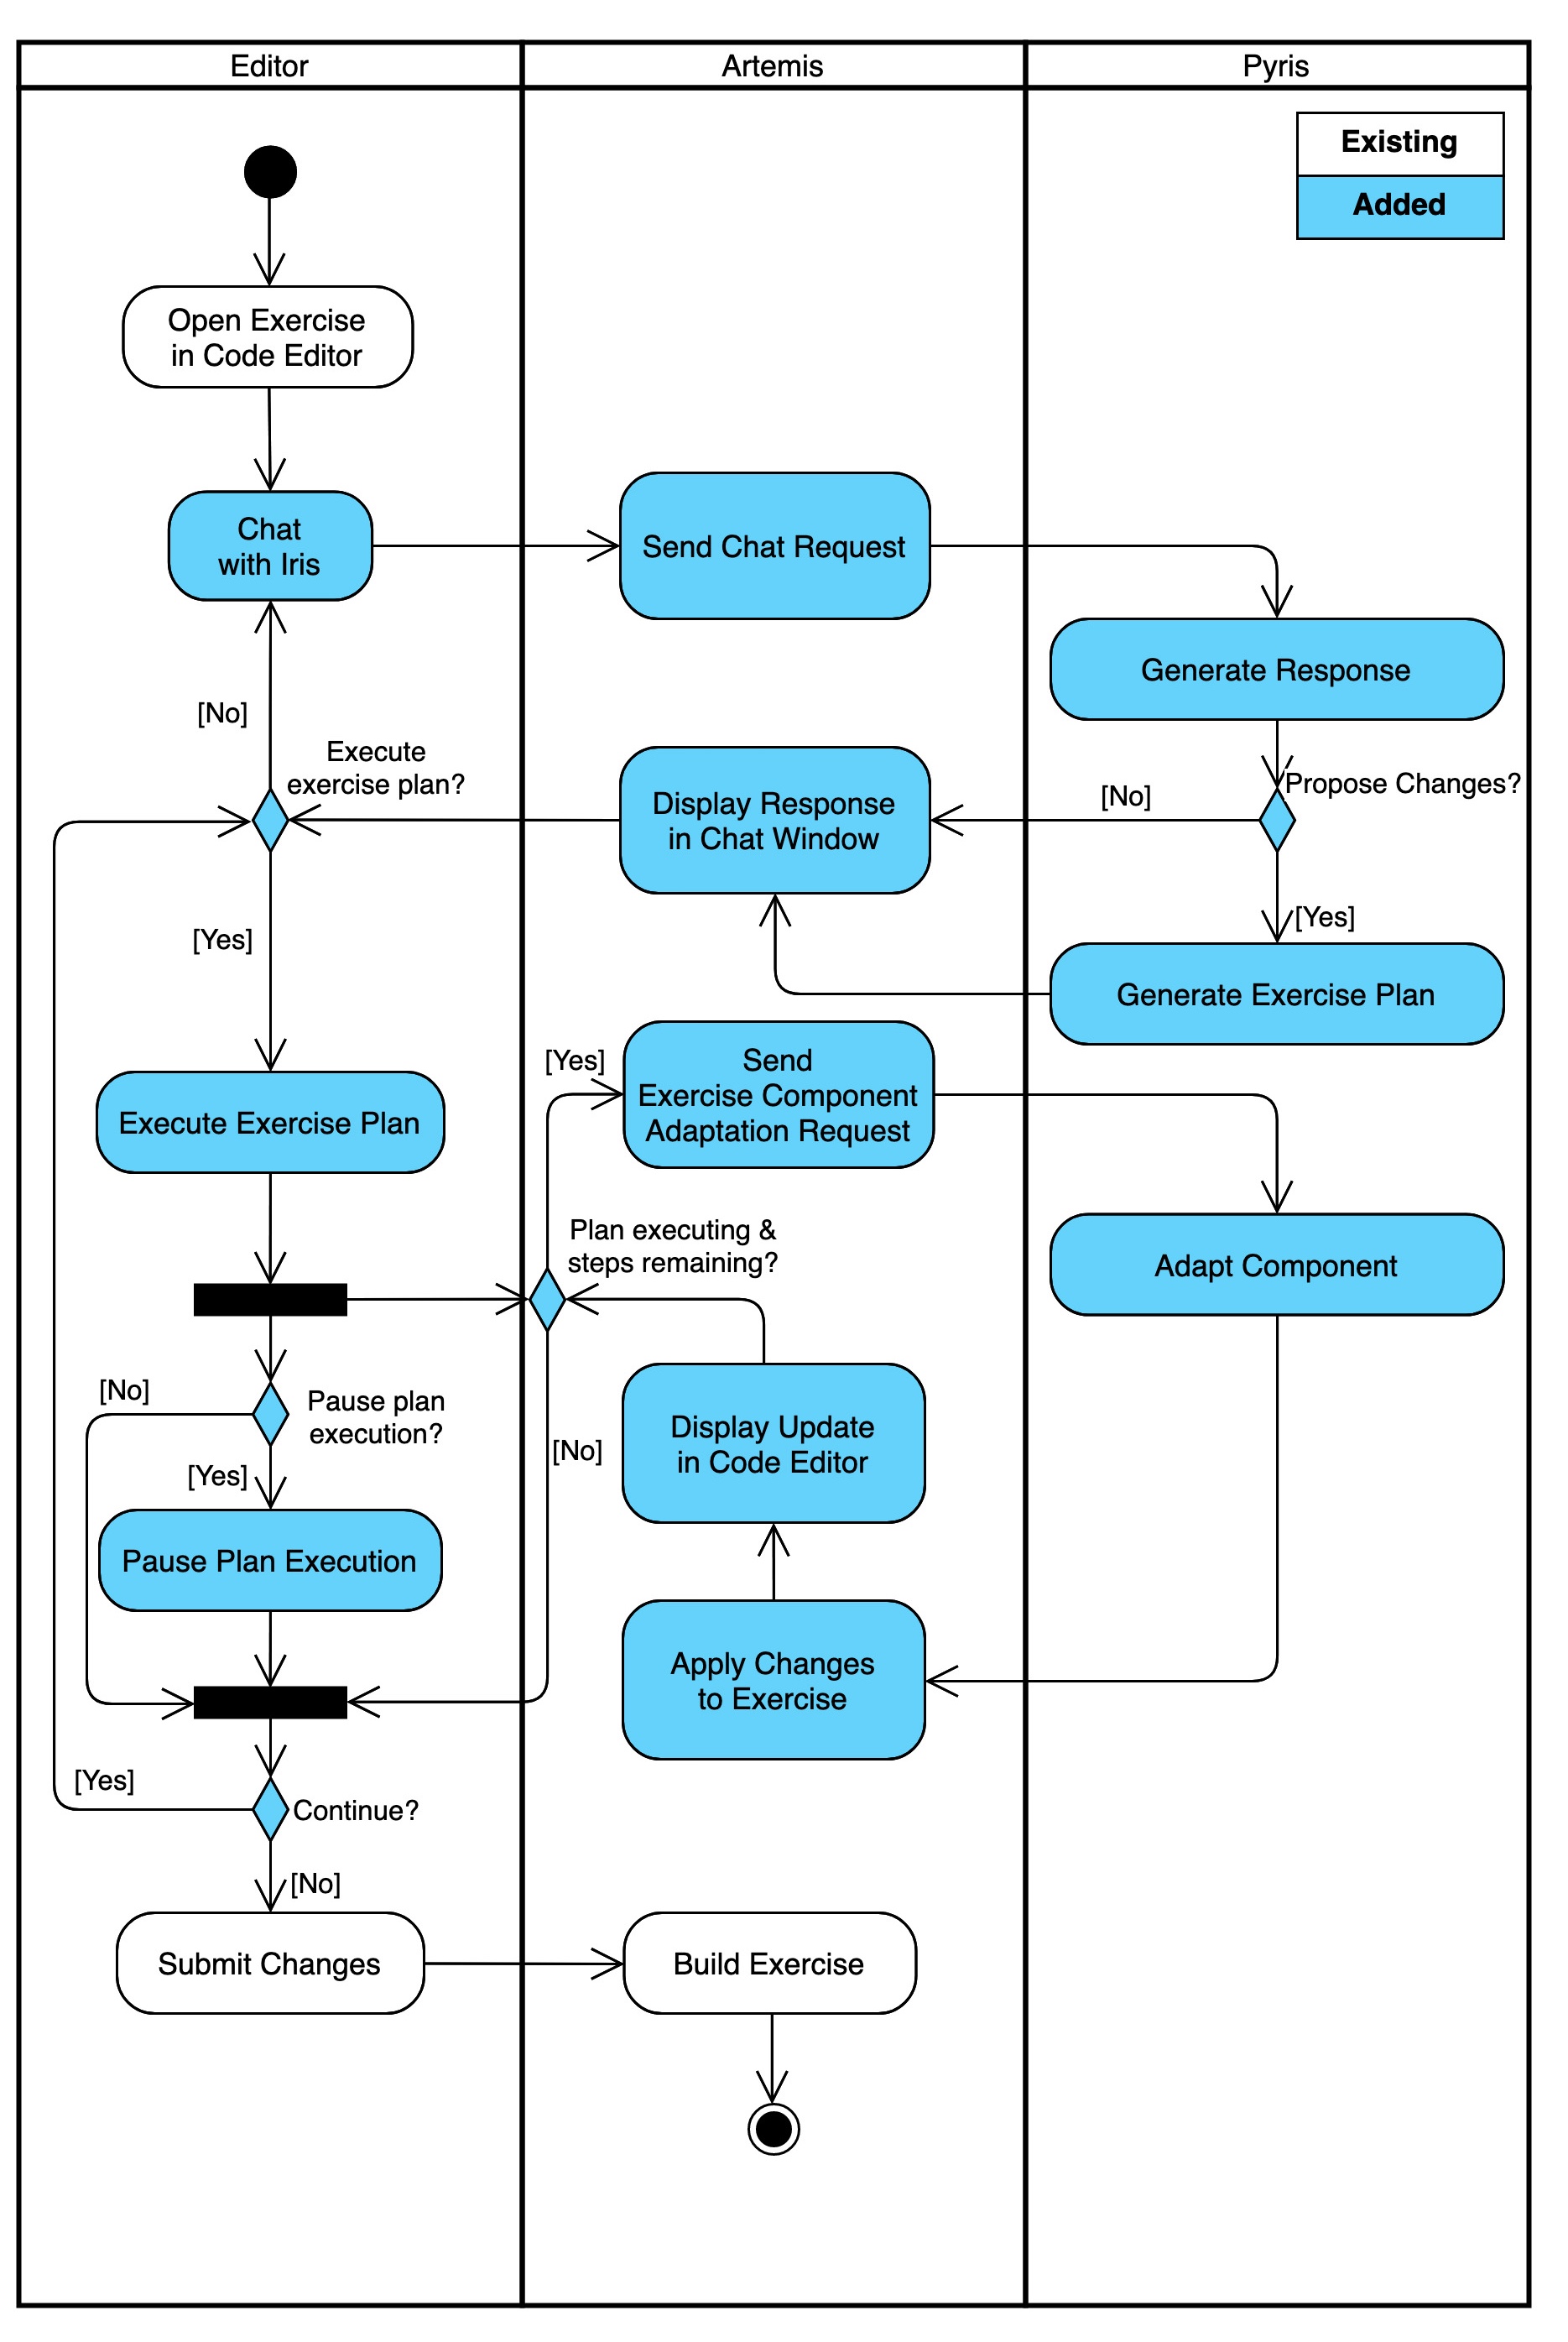 Editor
Artemis
Pyris
Existing
Added
Open Exercise
in Code Editor
Chat
with Iris
Send Chat Request
Generate Response
[No]
Execute
exercise plan?
Display Response
in Chat Window
[No]
Propose Changes?
[Yes]
[Yes]
Generate Exercise Plan
Execute Exercise Plan
[Yes]
Send
Exercise Component
Adaptation Request
Plan executing &
steps remaining?
Adapt Component
[No]
Pause plan
execution?
[Yes]
[No]
Display Update
in Code Editor
Pause Plan Execution
Apply Changes
to Exercise
[Yes]
Continue?
[No]
Submit Changes
Build Exercise